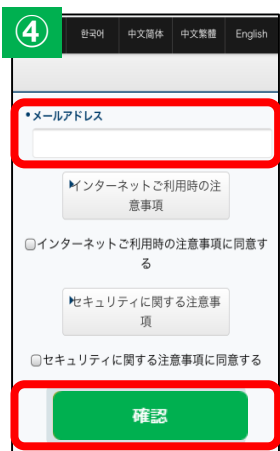 ④
한국어 中文简体 中文繁體 English
•メールアドレス
インターネットご利用時の注
意事項
インターネットご利用時の注意事項に同意す
る
セキュリティに関する注意事
項
セキュリティに関する注意事項に同意する
確認